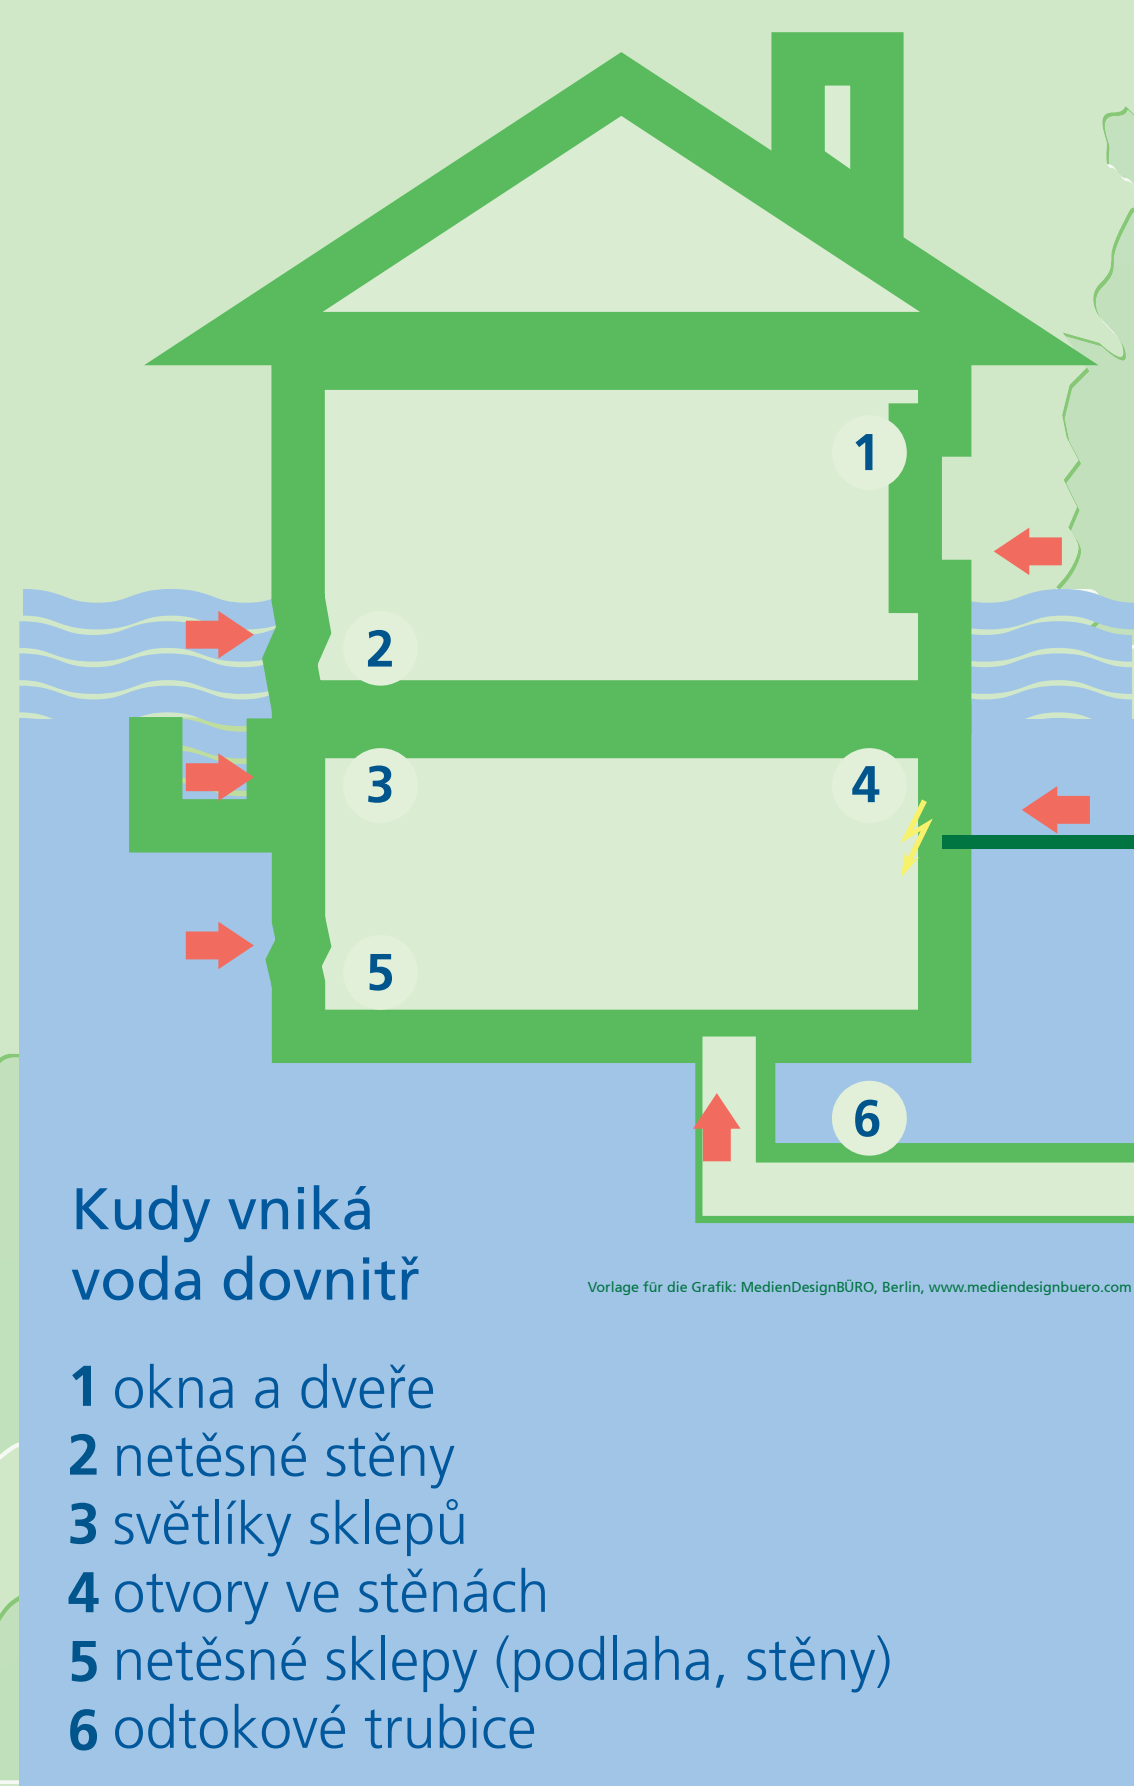 1
2
3
4
5
6
Kudy vniká
voda dovnitř
Vorlage für die Grafik: MedienDesignBÜRO, Berlin, www.mediendesignbuero.com
1 okna a dveře
2 netěsné stěny
3 světlíky sklepů
4 otvory ve stěnách
5 netěsné sklepy (podlaha, stěny)
6 odtokové trubice